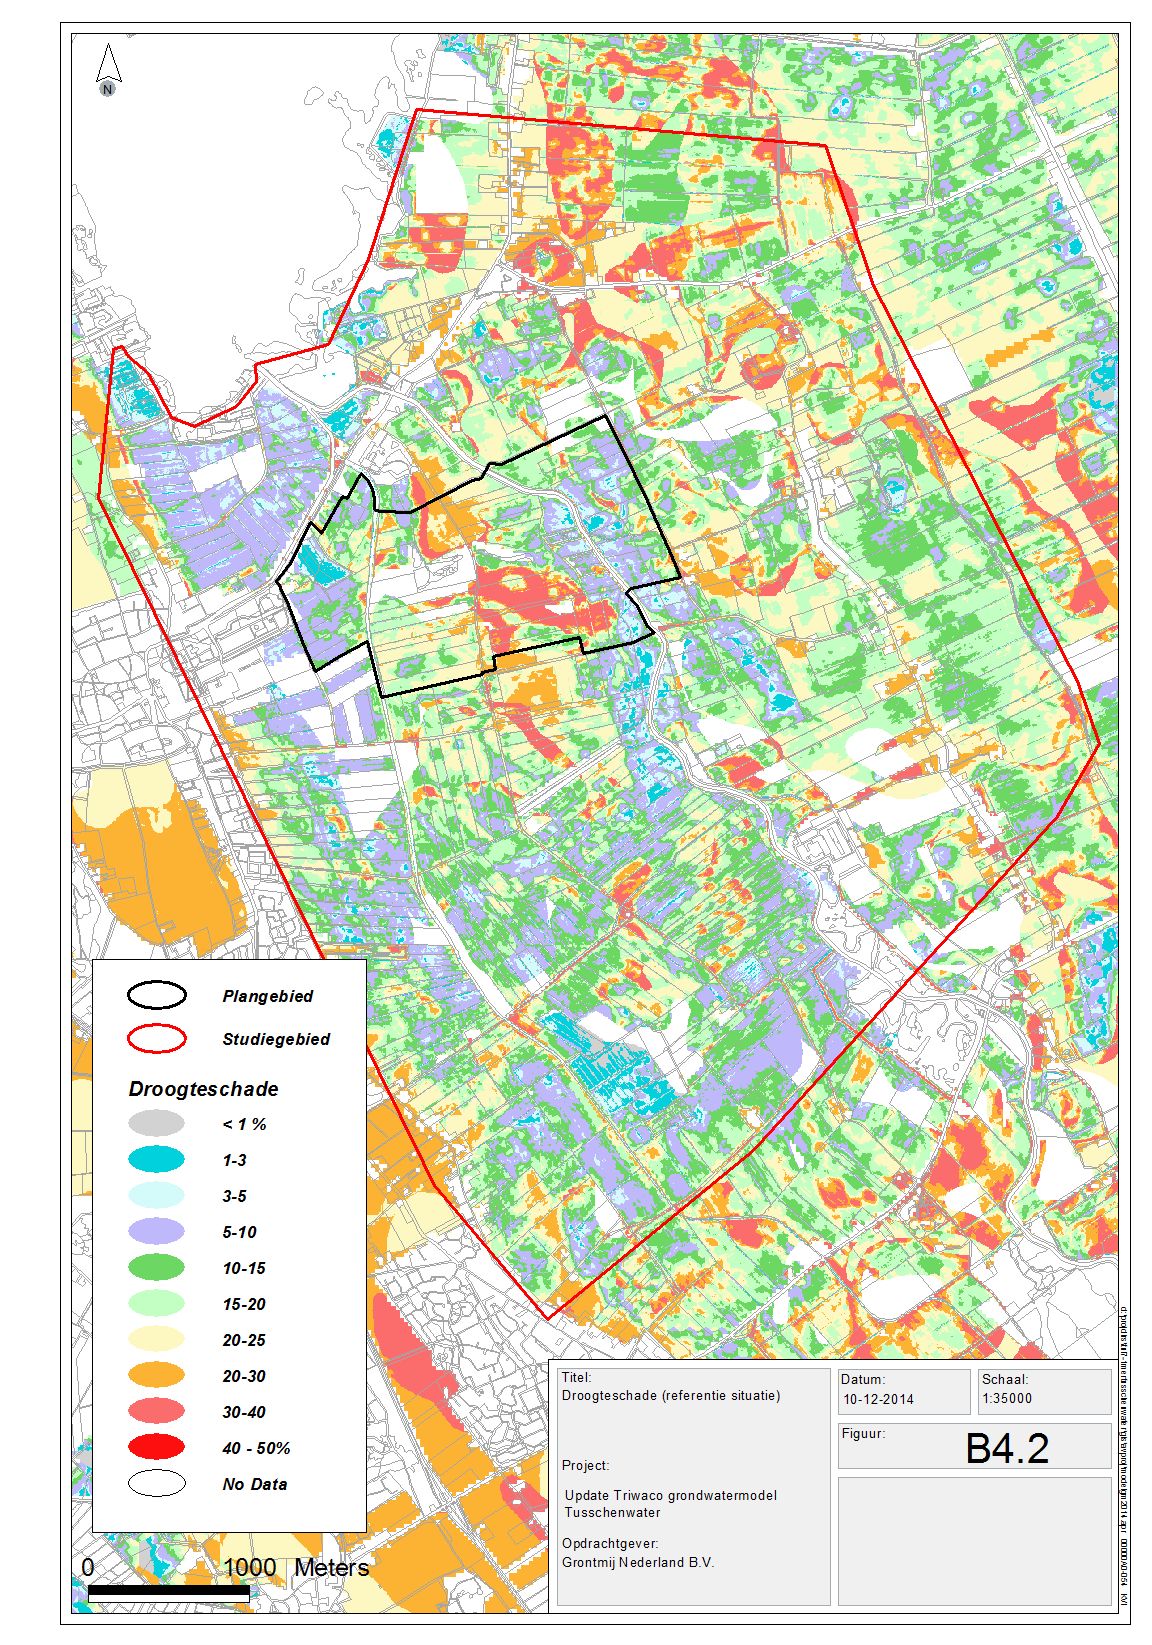 N
Plangebied
Studiegebied
Droogteschade
< 1 %
1-3
3-5
5-10
10-15
15-20
20-25
20-30
30-40
40 - 50%
No Data
0 1000 Meters
Titel:
Droogteschade (referentie situatie)
Project:
Update Triwaco grondwatermodel
Tusschenwater
Opdrachtgever:
Grontmij Nederland B.V.
Datum:
10-12-2014
Schaal:
1:35000
Figuur:
B4.2